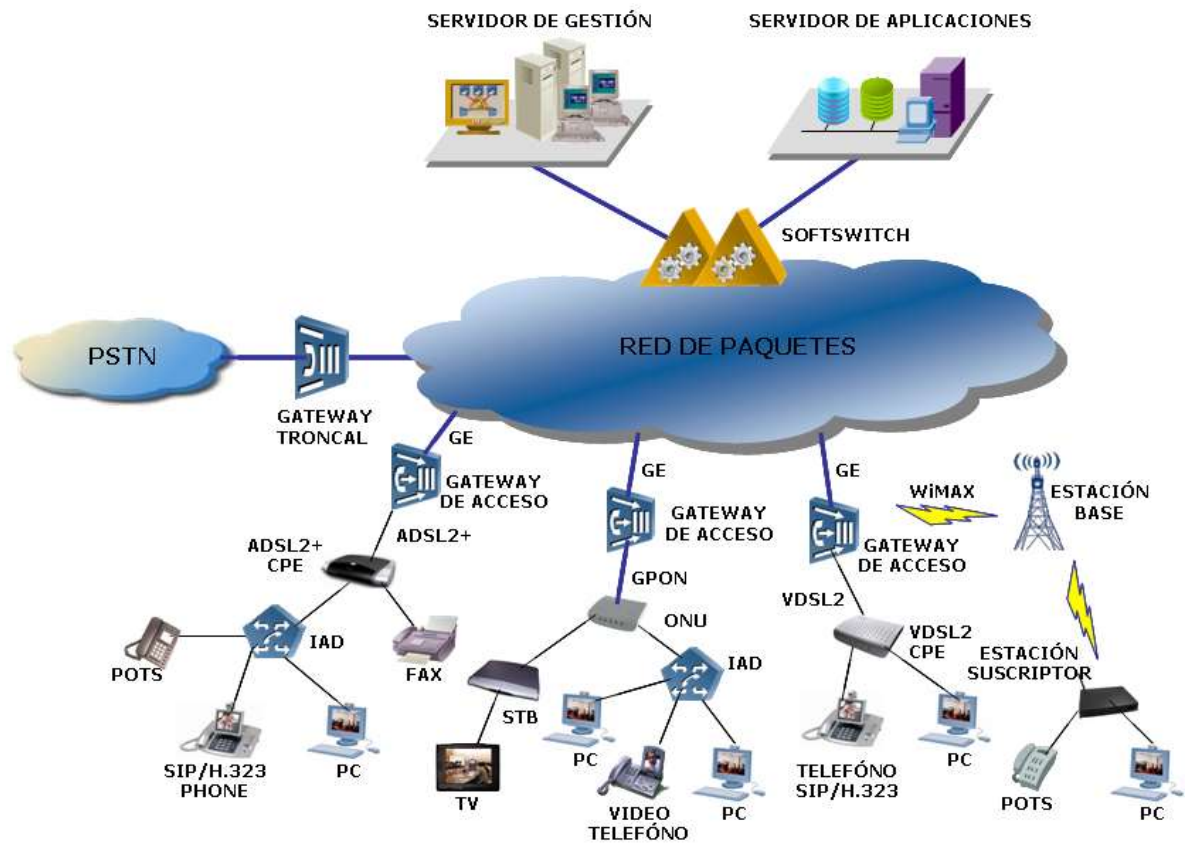 SERVIDOR DE GESTIÓN
SERVIDOR DE APLICACIONES
SOFTSWITCH
RED DE PAQUETES
PSTN
GATEWAY
TRONCAL
GE
GATEWAY
DE ACCESO
GE
GATEWAY
DE ACCESO
GE
GATEWAY
DE ACCESO
WiMAX
ESTACIÓN
BASE
ADSL2+
CPE
ADSL2+
GPON
VDSL2
POTS
IAD
FAX
ONU
IAD
VDSL2
CPE
ESTACIÓN
SUSCRIPTOR
SIP/H.323
PHONE
PC
STB
TV
PC
VIDEO
TELEFÓNO
PC
TELEFÓNO
SIP/H.323
PC
POTS
PC